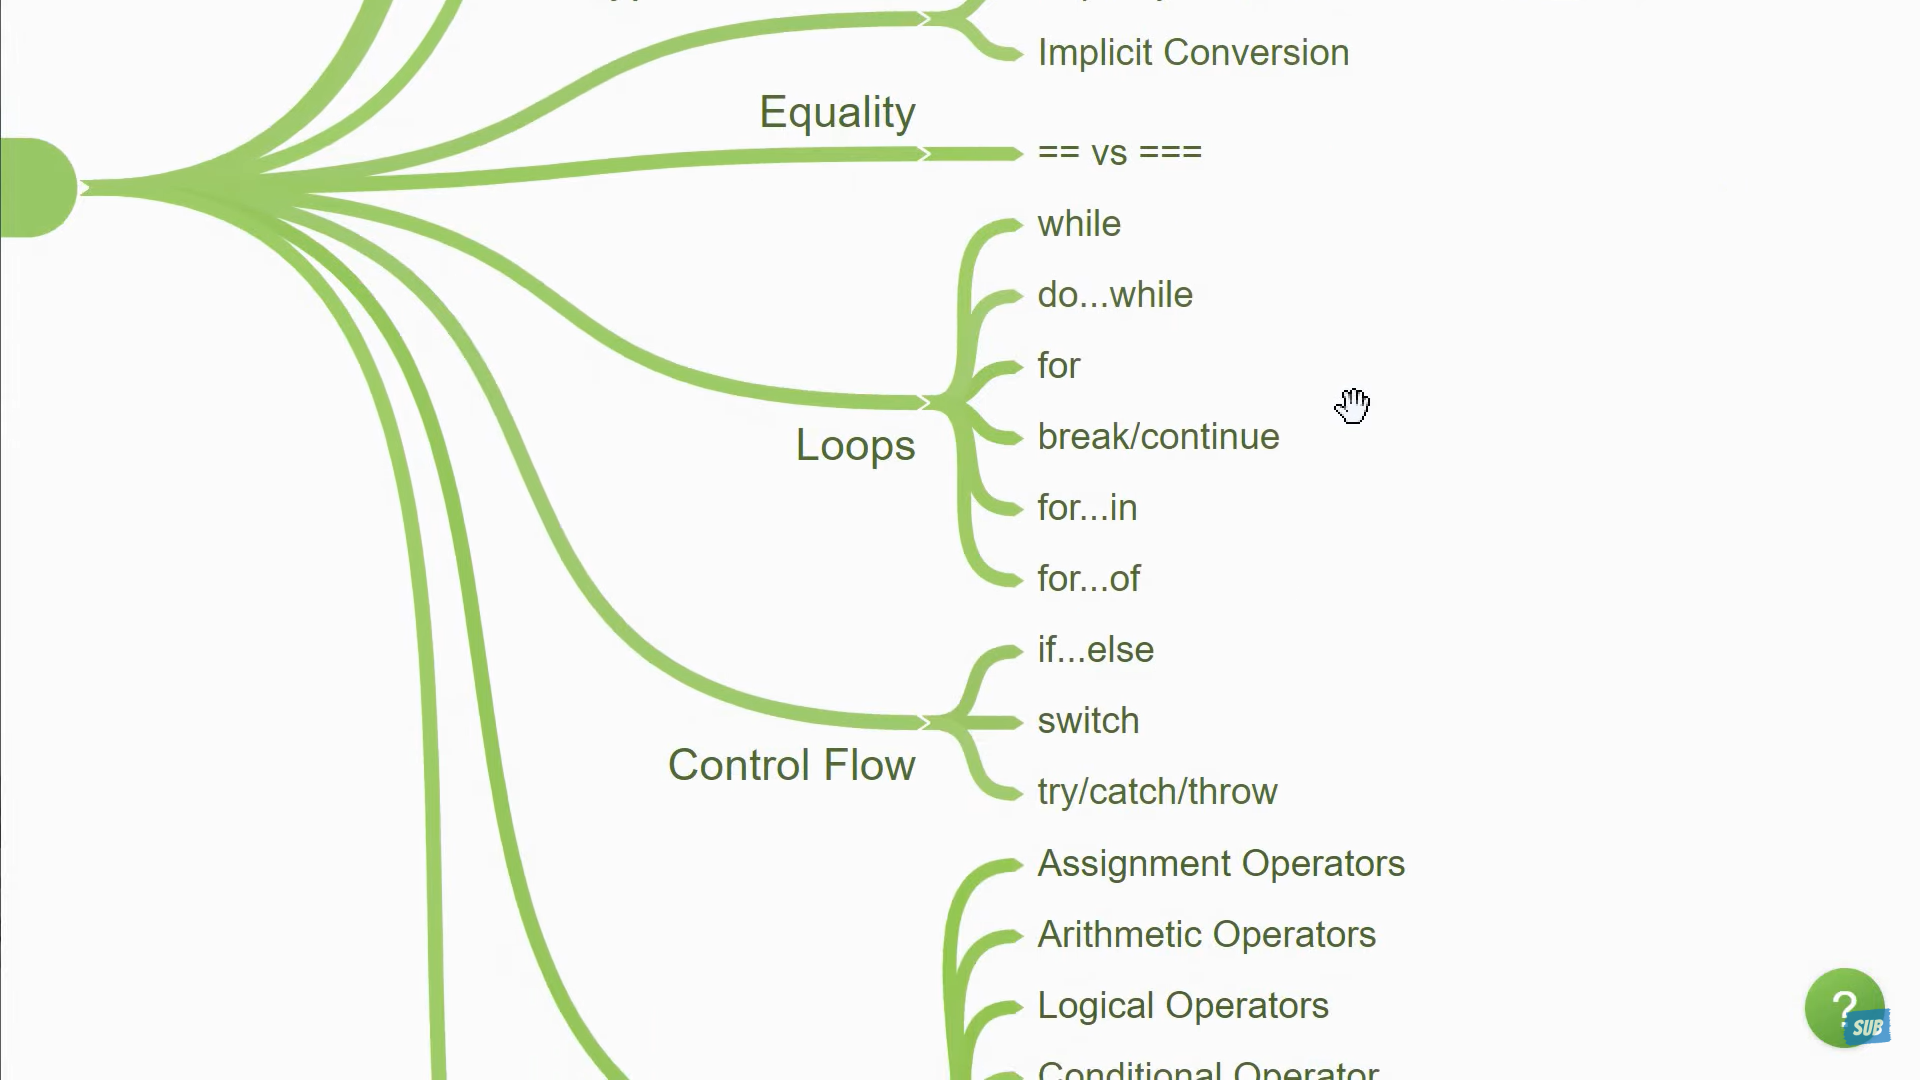 Implicit Conversion
Equality
== vs ===
while
do...while
for
break/continue
Loops
for...in
for...of
if...else
switch
Control Flow
try/catch/throw
Assignment Operators
Arithmetic Operators
Logical Operators
Conditional Operator
?
SUB